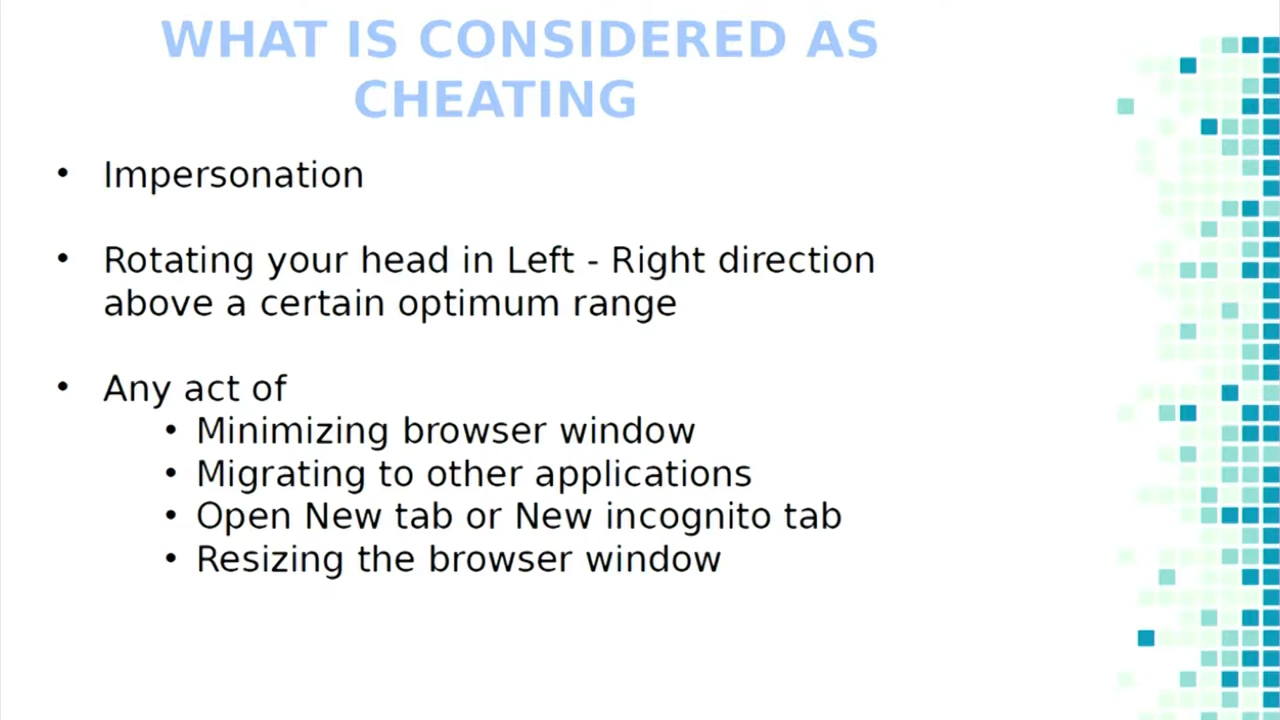 WHAT IS CONSIDERED AS
CHEATING
• Impersonation
• Rotating your head in Left - Right direction
above a certain optimum range
• Any act of
• Minimizing browser window
• Migrating to other applications
• Open New tab or New incognito tab
• Resizing the browser window